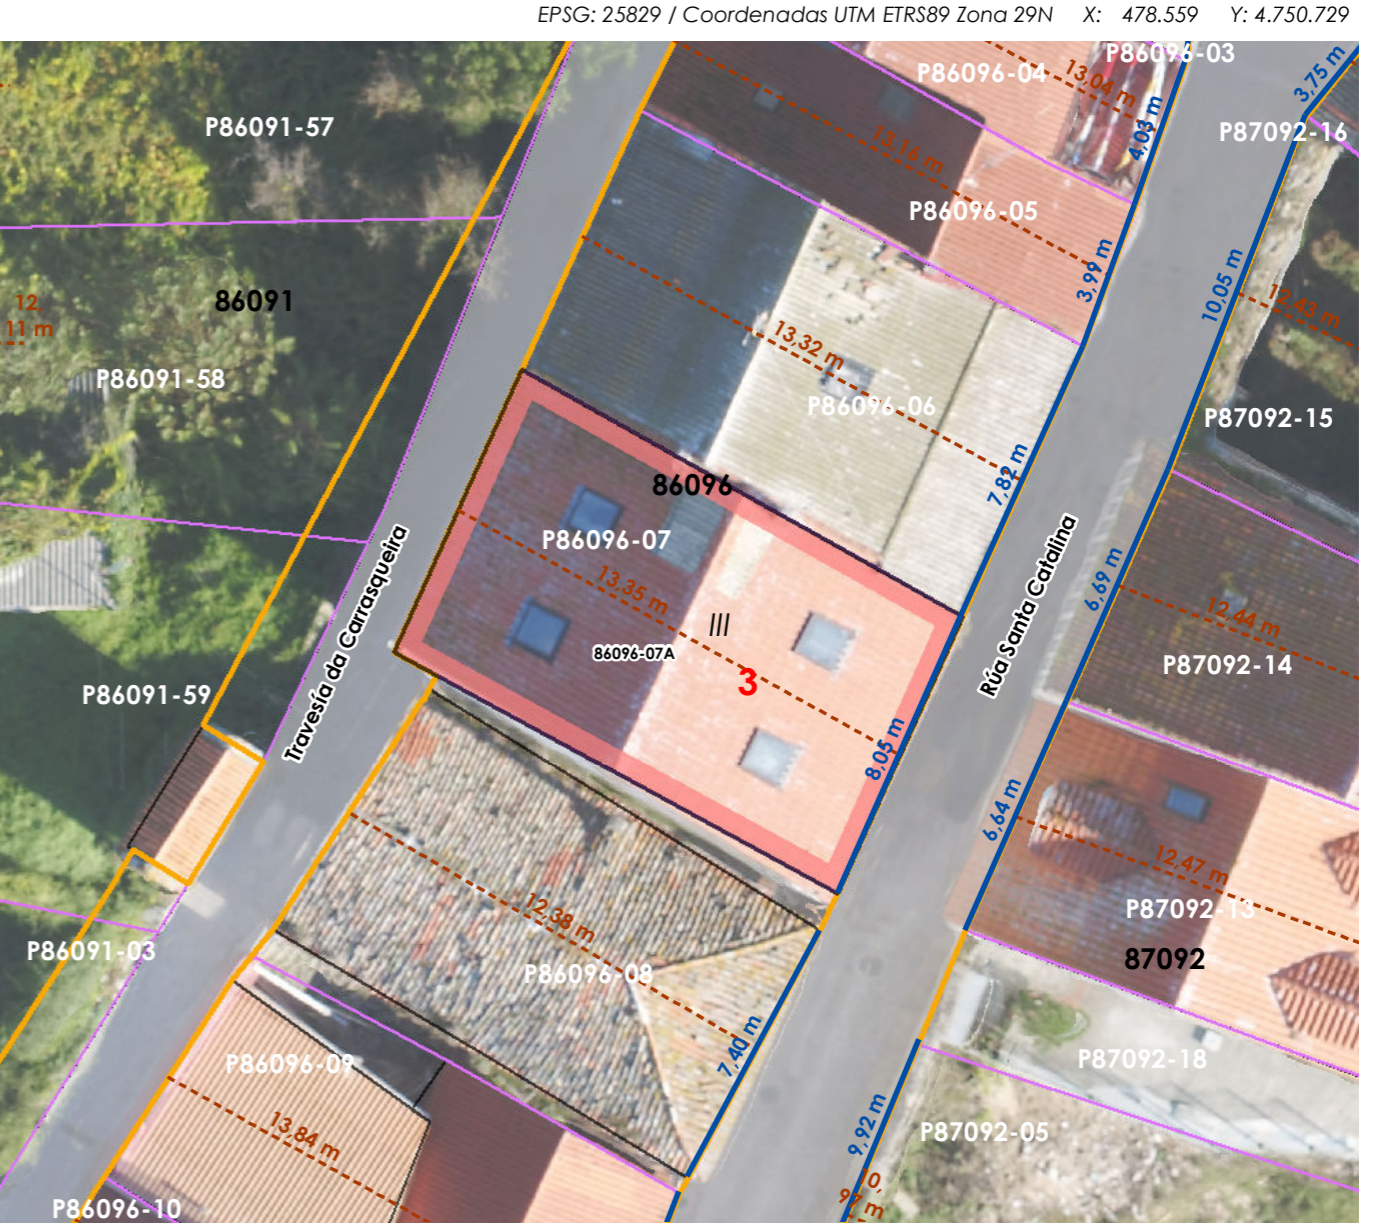 EPSG: 25829 / Coordenadas UTM ETRS89 Zona 29N X: 478.559 Y: 4.750.729
P86096-03
P86096-04
13,04 m
3,75 m
4,03 m
P86091-57
P87092-16
13,16 m
P86096-05
3,99 m
10,05 m
86091
12,
11 m
12,43 m
13,32 m
P86091-58
P86096-06
P87092-15
7,82 m
86096
P86096-07
13,35 m
Rúa Santa Catalina
6,69 m
12,44 m
Travesía da Carrasqueira
III
86096-07A
3
P87092-14
P86091-59
8,05 m
6,64 m
12,47 m
P87092-13
12,38 m
P86091-03
P86096-08
87092
7,40 m
P86096-09
P87092-18
13,84 m
9,92 m
P87092-05
10,
97 m
P86096-10